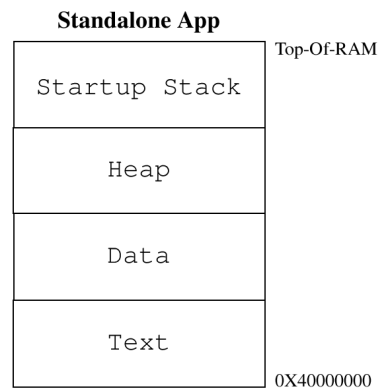 Standalone App
Top-Of-RAM
Startup Stack
Heap
Data
Text
0X40000000